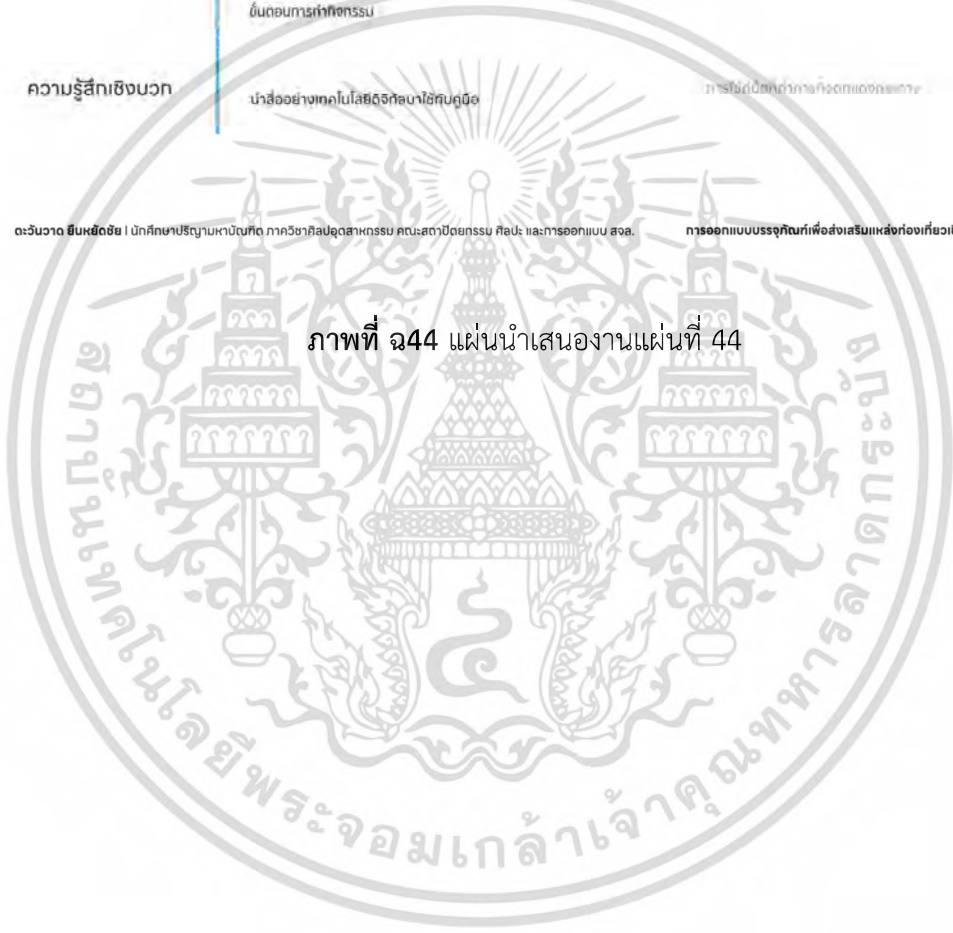 ขั้นตอนการทำกิจกรรม
ความรู้สึกเชิงบวก
นำสื่ออย่างเทคโนโลยีดิจิทัลมาใช้กับคู่มือ
ตะวันวาด ยืนหยัดชัย | นักศึกษาปริญามหาบัณฑิต ภาควิชาศิลปอุตสาหกรรม คณะสถาปัตยกรรม ศิลปะ และการออกแบบ สจล.
การออกแบบบรรจุภัณฑ์เพื่อส่งเสริมแหล่งท่องเที่ยวเชิ
ภาพที่ ฉ44 แผ่นนำเสนองานแผ่นที่ 44
สถาบันเทคโนโลยีพระจอมเกล้าเจ้าคุณทหารลาดกระบัง
๔